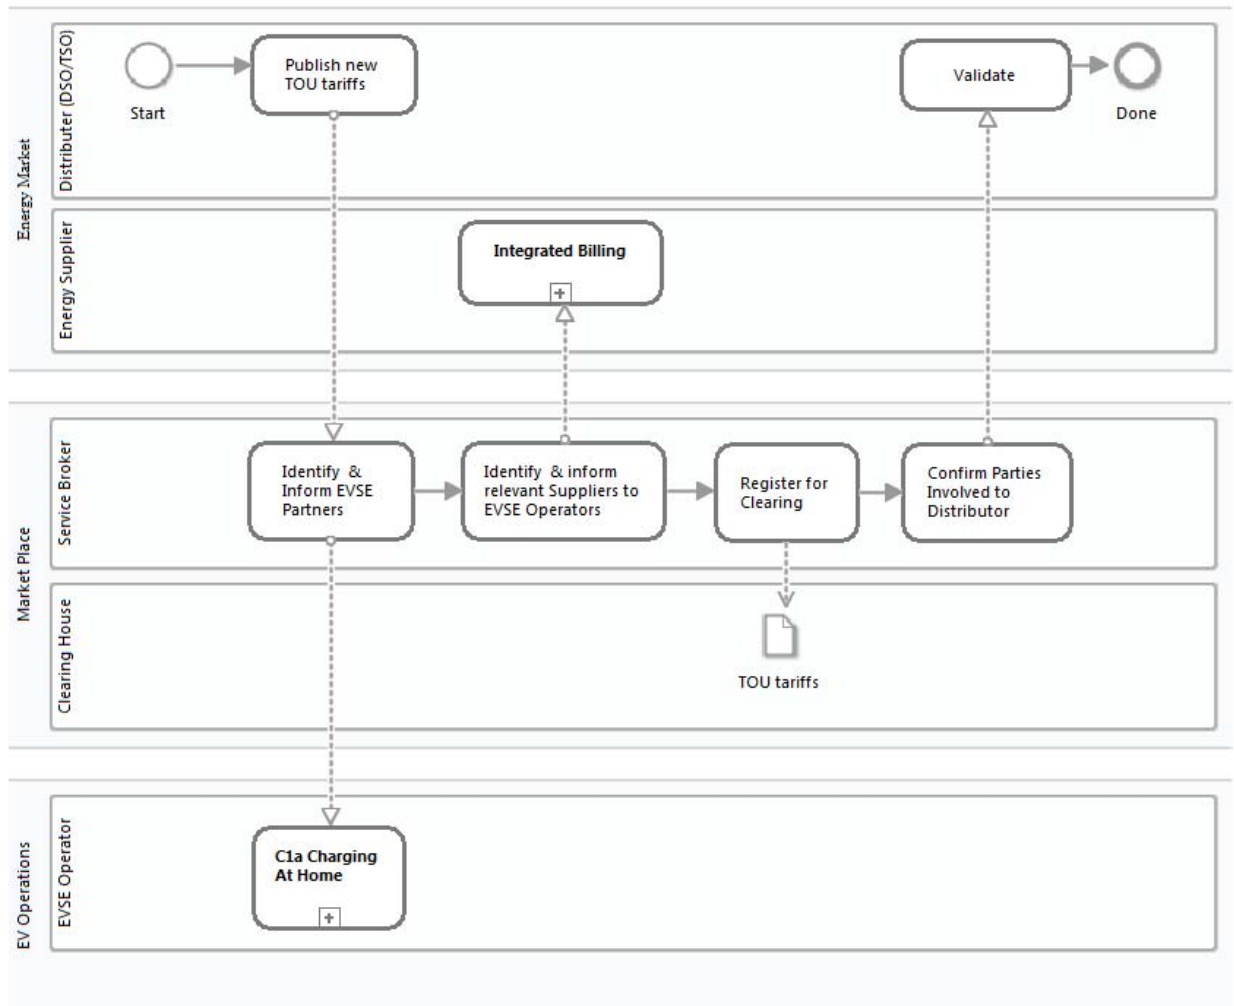 Energy Market
Distributer (DSO/TSO)
Start
Publish new
TOU tariffs
Validate
Done
Energy Supplier
Integrated Billing
Market Place
Service Broker
Identify & 
Inform EVSE
Partners
Identify & inform
relevant Suppliers to
EVSE Operators
Register for
Clearing
Confirm Parties
Involved to
Distributor
Clearing House
TOU tariffs
EV Operations
EVSE Operator
C1a Charging
At Home